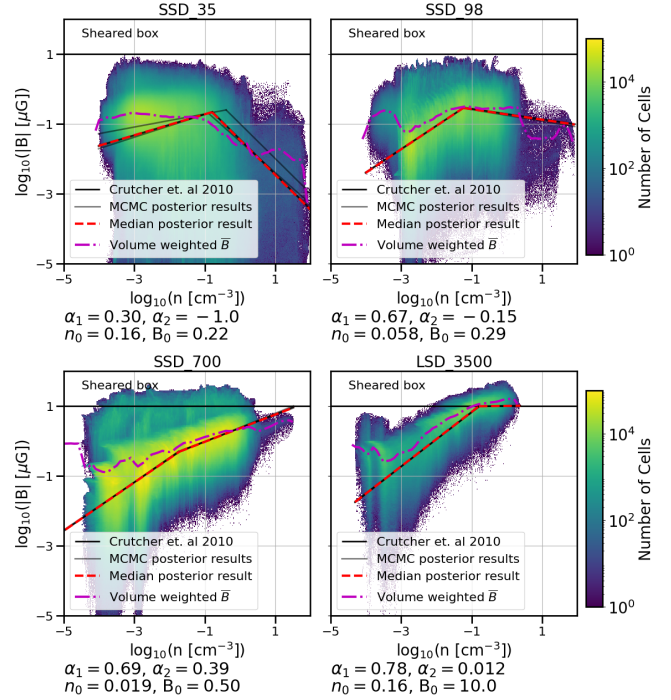 SSD_35
SSD_98
Sheared box
Sheared box
log10(|B| [μG])
1
−1
−3
−5
Crutcher et. al 2010
MCMC posterior results
Median posterior result
Volume weighted B̅
Crutcher et. al 2010
MCMC posterior results
Median posterior result
Volume weighted B̅
−5 −3 −1 1
−5 −3 −1 1
log10(n [cm−3])
log10(n [cm−3])
α1 = 0.30, α2 = −1.0
n0 = 0.16, B0 = 0.22
α1 = 0.67, α2 = −0.15
n0 = 0.058, B0 = 0.29
10^4
10^2
10^0
Number of Cells
SSD_700
LSD_3500
Sheared box
Sheared box
log10(|B| [μG])
1
−1
−3
−5
Crutcher et. al 2010
MCMC posterior results
Median posterior result
Volume weighted B̅
Crutcher et. al 2010
MCMC posterior results
Median posterior result
Volume weighted B̅
−5 −3 −1 1
−5 −3 −1 1
log10(n [cm−3])
log10(n [cm−3])
α1 = 0.69, α2 = 0.39
n0 = 0.019, B0 = 0.50
α1 = 0.78, α2 = 0.012
n0 = 0.16, B0 = 10.0
10^4
10^2
10^0
Number of Cells